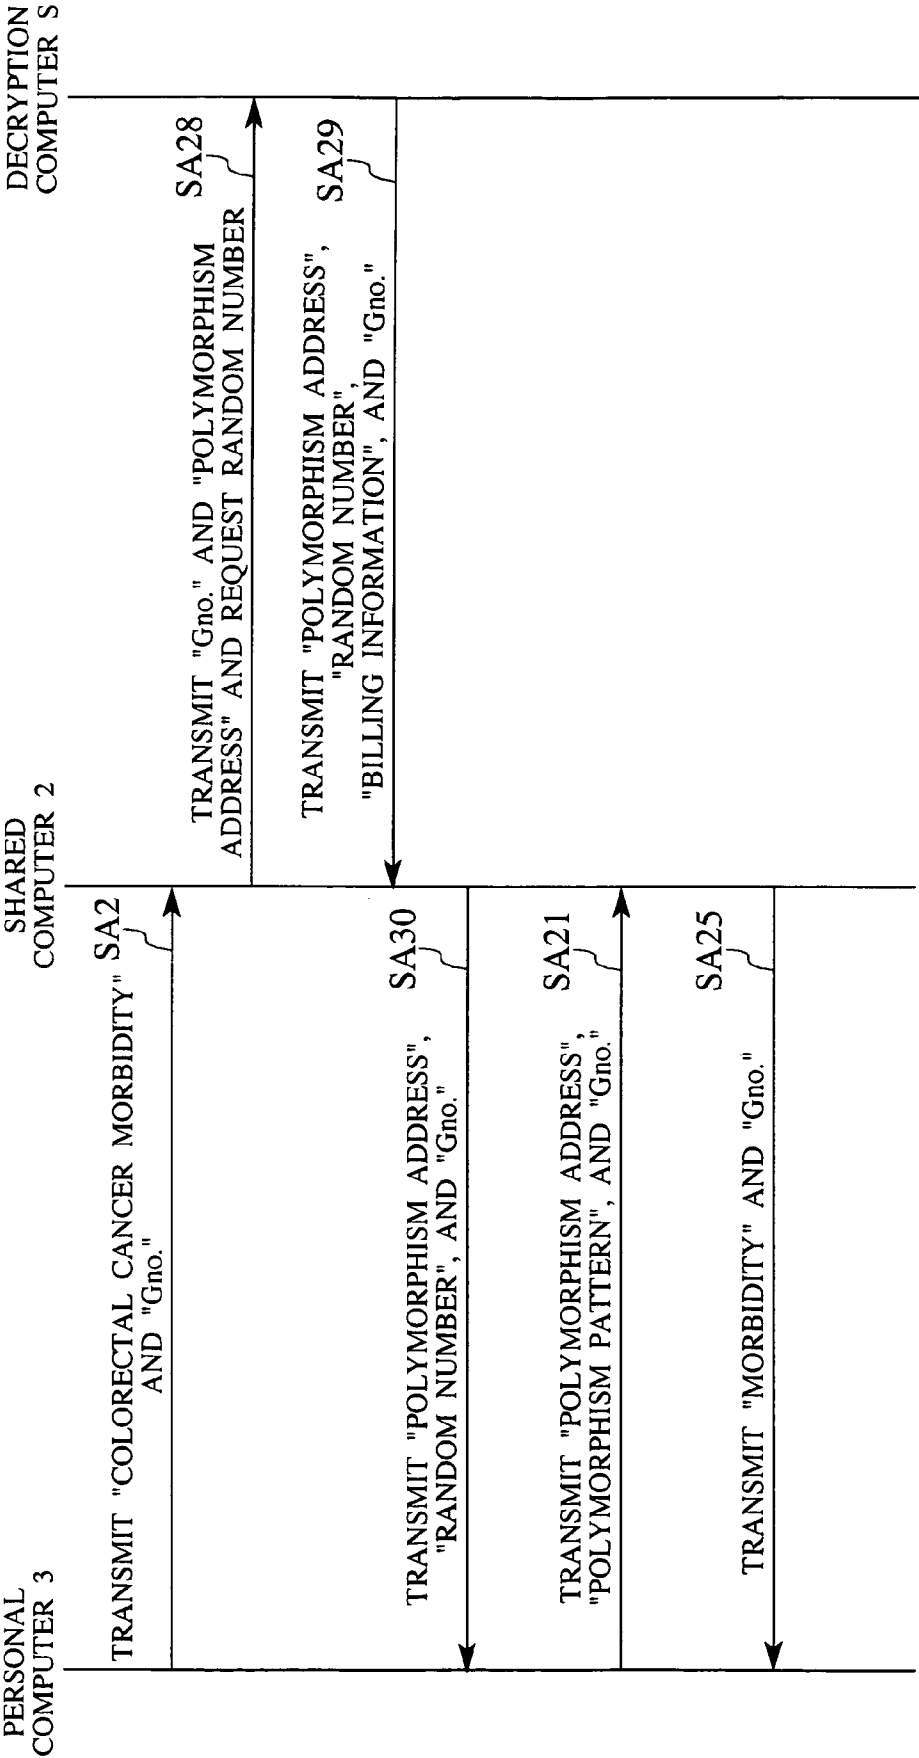 PERSONAL
COMPUTER 3
SHARED
COMPUTER 2
DECRYPTION
COMPUTER S
TRANSMIT "COLORECTAL CANCER MORBIDITY"
AND "Gno."
SA2
TRANSMIT "Gno." AND "POLYMORPHISM
ADDRESS" AND REQUEST RANDOM NUMBER
SA28
TRANSMIT "POLYMORPHISM ADDRESS",
"RANDOM NUMBER",
"BILLING INFORMATION", AND "Gno."
SA29
TRANSMIT "POLYMORPHISM ADDRESS",
"RANDOM NUMBER", AND "Gno."
SA30
TRANSMIT "POLYMORPHISM ADDRESS",
"POLYMORPHISM PATTERN", AND "Gno."
SA21
TRANSMIT "MORBIDITY" AND "Gno."
SA25